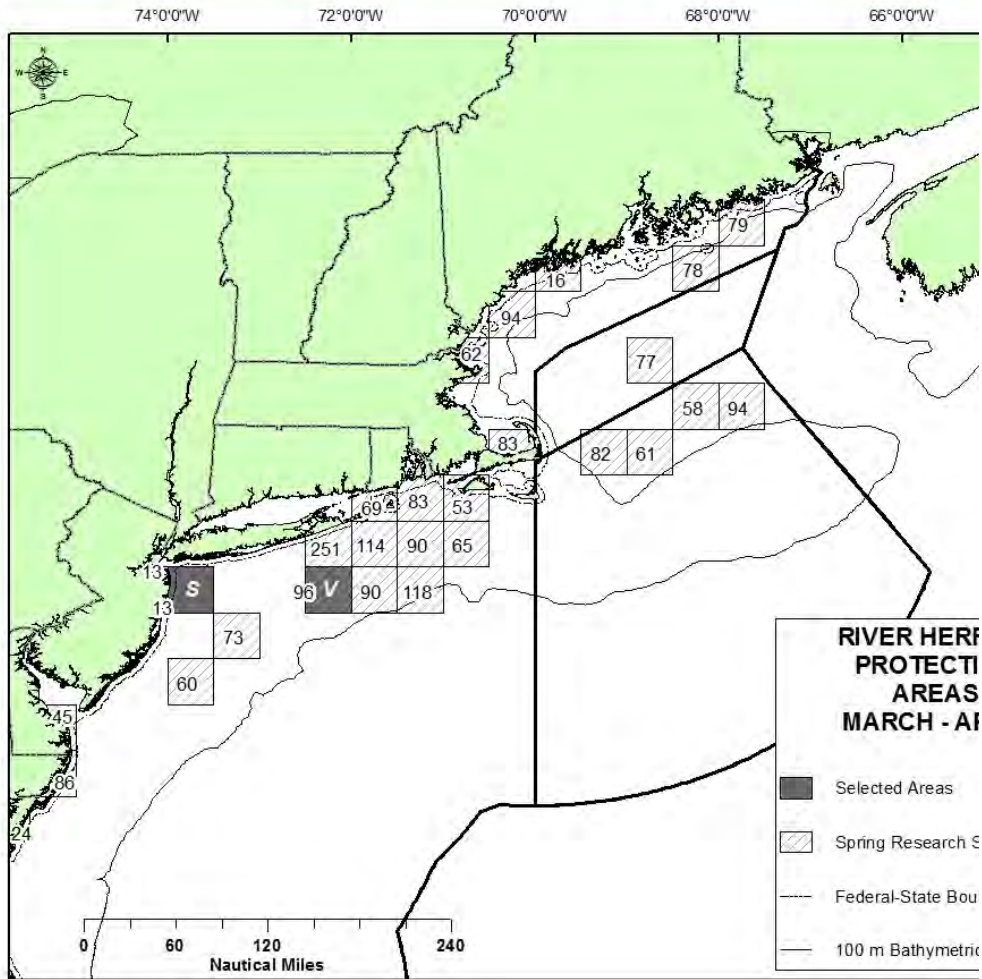 74°0'0"W 72°0'0"W 70°0'0"W 68°0'0"W 66°0'0"W
N
W E
S
79
78
16
94
62
77
58 94
83
82 61
69 83 53
251 114 90 65
13 S 96 V 90 118
13
73
60
45
86
24
RIVER HERR
PROTECTI
AREAS
MARCH - AP
Selected Areas
Spring Research S
Federal-State Bou
100 m Bathymetric
0 60 120 240
Nautical Miles